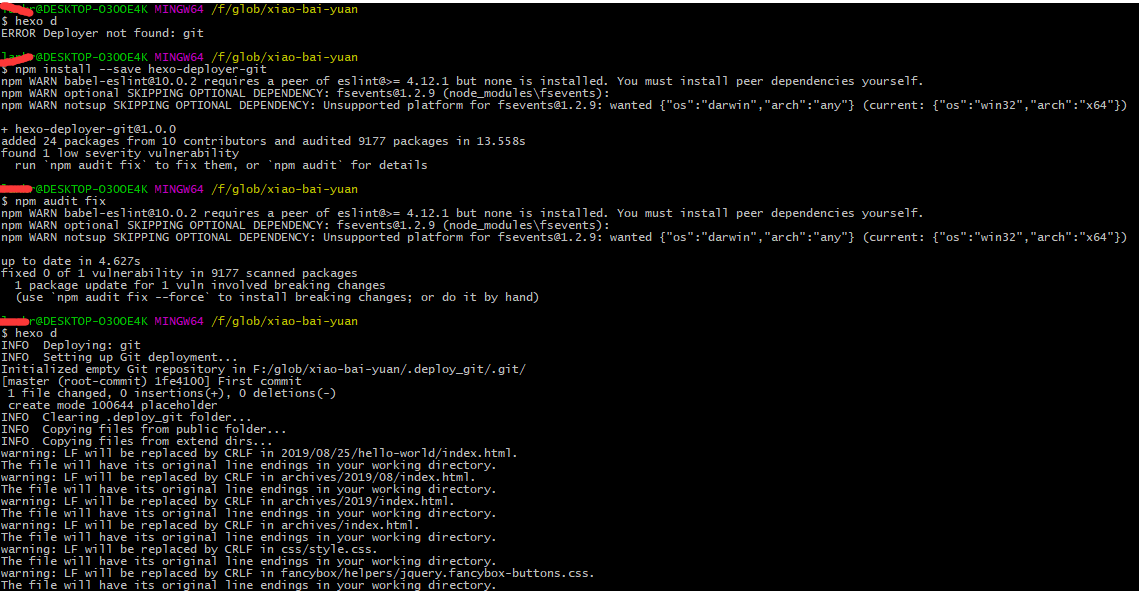 @DESKTOP-O3OOE4K MINGW64 /f/glob/xiao-bai-yuan
$ hexo d
ERROR Deployer not found: git
@DESKTOP-O3OOE4K MINGW64 /f/glob/xiao-bai-yuan
$ npm install --save hexo-deployer-git
npm WARN babel-eslint@10.0.2 requires a peer of eslint@>= 4.12.1 but none is installed. You must install peer dependencies yourself.
npm WARN optional SKIPPING OPTIONAL DEPENDENCY: fsevents@1.2.9 (node_modules\fsevents):
npm WARN notsup SKIPPING OPTIONAL DEPENDENCY: Unsupported platform for fsevents@1.2.9: wanted {"os":"darwin","arch":"any"} (current: {"os":"win32","arch":"x64"})
+ hexo-deployer-git@1.0.0
added 24 packages from 10 contributors and audited 9177 packages in 13.558s
found 1 low severity vulnerability
run `npm audit fix` to fix them, or `npm audit` for details
@DESKTOP-O3OOE4K MINGW64 /f/glob/xiao-bai-yuan
$ npm audit fix
npm WARN babel-eslint@10.0.2 requires a peer of eslint@>= 4.12.1 but none is installed. You must install peer dependencies yourself.
npm WARN optional SKIPPING OPTIONAL DEPENDENCY: fsevents@1.2.9 (node_modules\fsevents):
npm WARN notsup SKIPPING OPTIONAL DEPENDENCY: Unsupported platform for fsevents@1.2.9: wanted {"os":"darwin","arch":"any"} (current: {"os":"win32","arch":"x64"})
up to date in 4.627s
fixed 0 of 1 vulnerability in 9177 scanned packages
1 package update for 1 vuln involved breaking changes
(use `npm audit fix --force` to install breaking changes; or do it by hand)
@DESKTOP-O3OOE4K MINGW64 /f/glob/xiao-bai-yuan
$ hexo d
INFO  Deploying: git
INFO  Setting up Git deployment...
Initialized empty Git repository in F:/glob/xiao-bai-yuan/.deploy_git/.git/
[master (root-commit) 1fe4100] First commit
1 file changed, 0 insertions(+), 0 deletions(-)
create mode 100644 placeholder
INFO  Clearing .deploy_git folder...
INFO  Copying files from public folder...
INFO  Copying files from extend dirs...
warning: LF will be replaced by CRLF in 2019/08/25/hello-world/index.html.
The file will have its original line endings in your working directory.
warning: LF will be replaced by CRLF in archives/2019/08/index.html.
The file will have its original line endings in your working directory.
warning: LF will be replaced by CRLF in archives/2019/index.html.
The file will have its original line endings in your working directory.
warning: LF will be replaced by CRLF in archives/index.html.
The file will have its original line endings in your working directory.
warning: LF will be replaced by CRLF in css/style.css.
The file will have its original line endings in your working directory.
warning: LF will be replaced by CRLF in fancybox/helpers/jquery.fancybox-buttons.css.
The file will have its original line endings in your working directory.